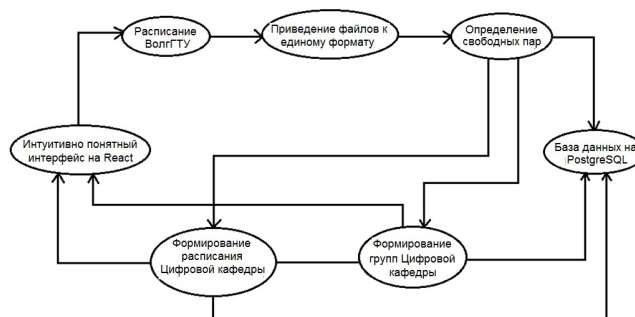 Расписание
ВолгГТУ
Приведение файлов к
единому формату
Определение
свободных пар
Интуитивно понятный
интерфейс на React
База данных на
PostgreSQL
Формирование
расписания
Цифровой кафедры
Формирование
групп Цифровой
кафедры